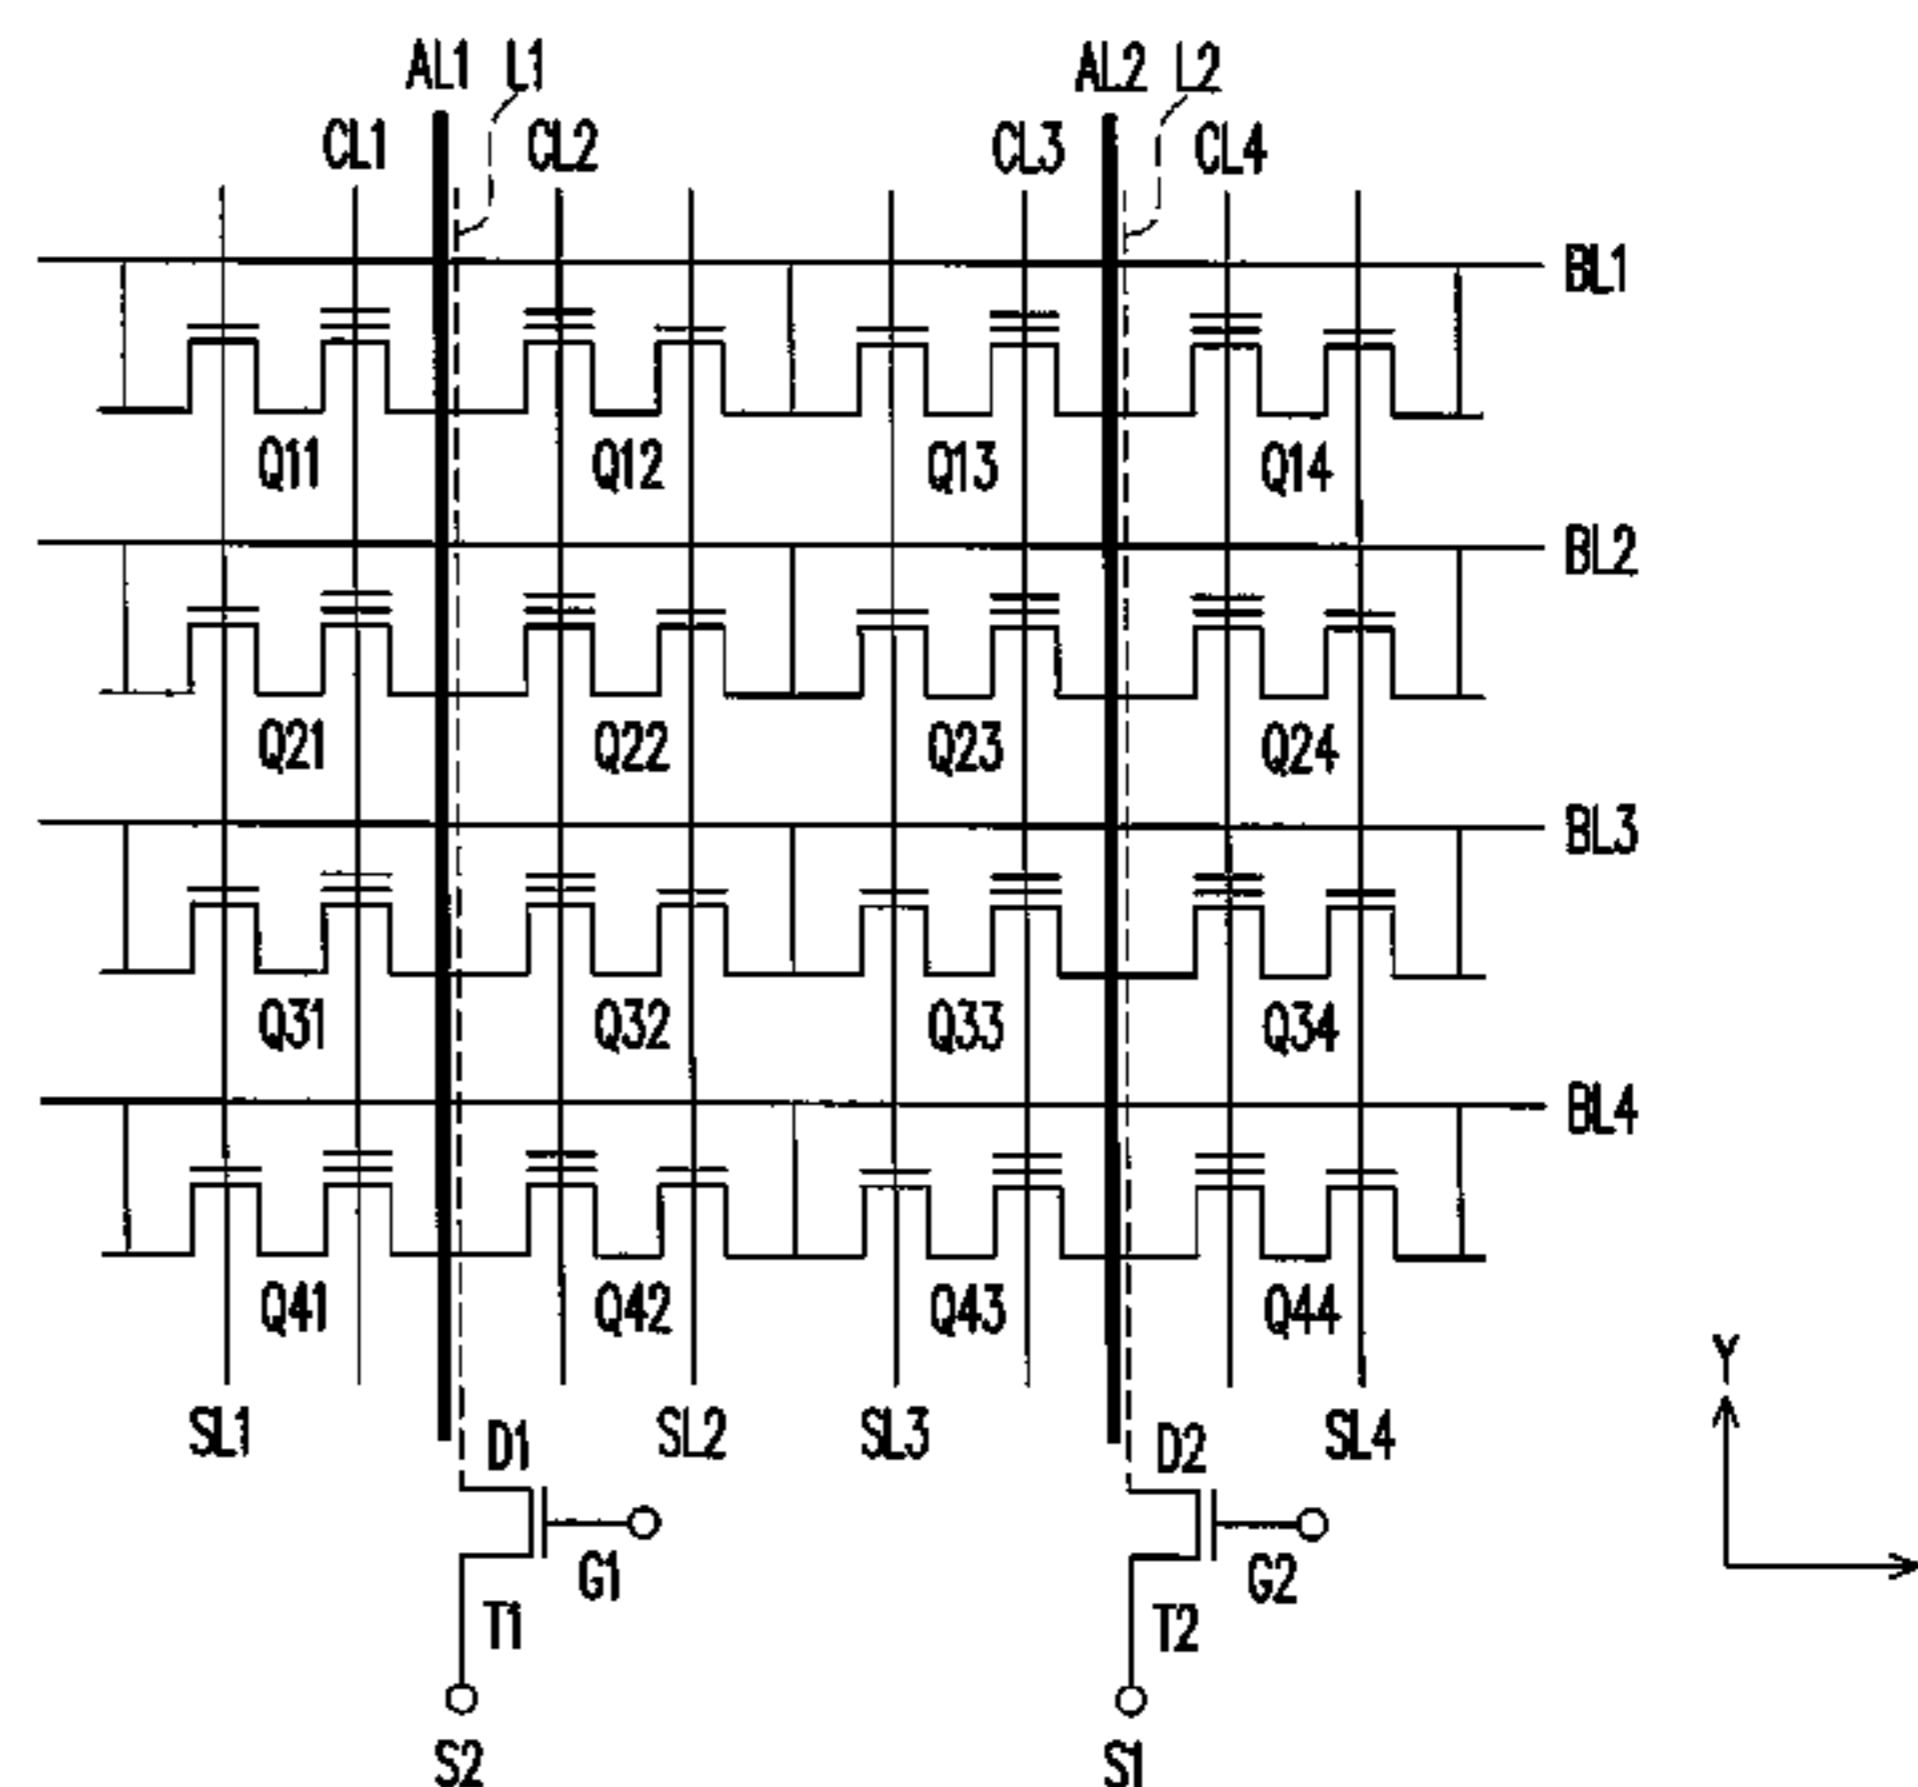 AL1 L1 AL2 L2
CL1 CL2 CL3 CL4
BL1
Q11 Q12 Q13 Q14
BL2
Q21 Q22 Q23 Q24
BL3
Q31 Q32 Q33 Q34
BL4
Q41 Q42 Q43 Q44
Y
SL1 D1 SL2 SL3 D2 SL4
G1 G2
T1 T2
S2 S1